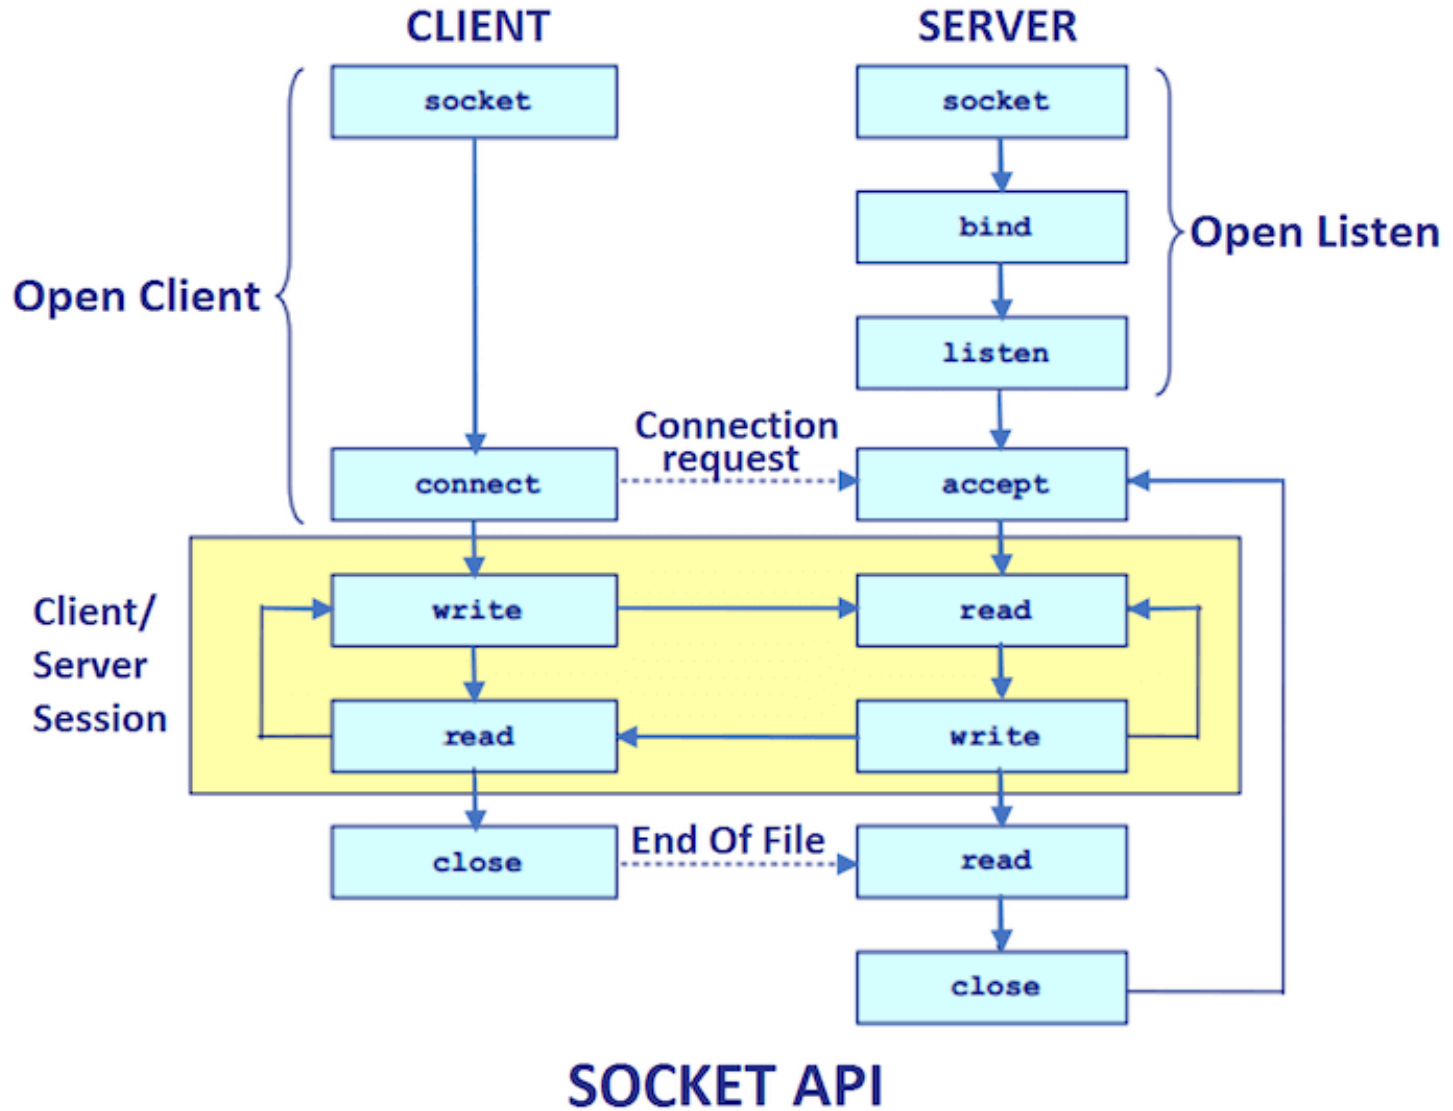 CLIENT
SERVER
socket
socket
bind
Open Listen
Open Client
listen
Connection
request
connect
accept
Client/
Server
Session
write
read
read
write
close
End Of File
read
close
SOCKET API